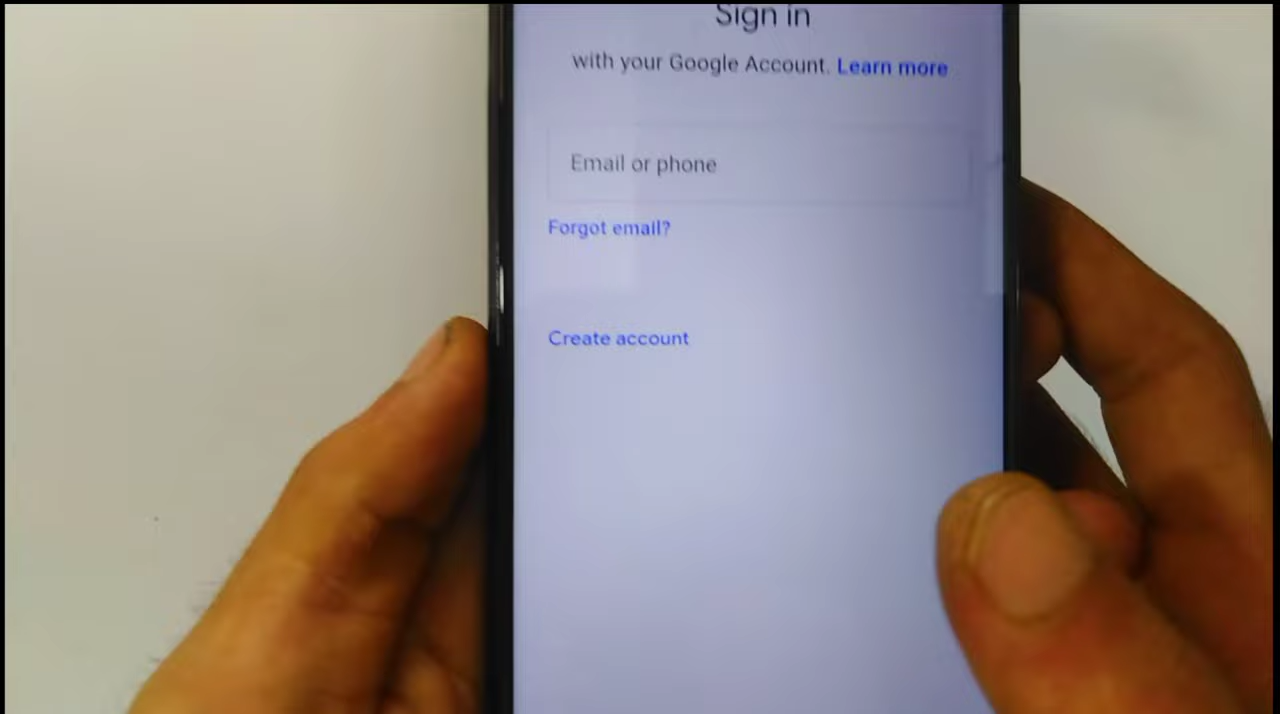 Sign in
with your Google Account. Learn more
Email or phone
Forgot email?
Create account